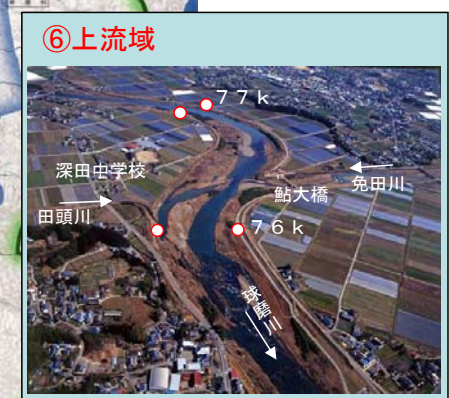 ⑥上流域
７７ｋ
深田中学校
免田川
鮎大橋
田頭川
７６ｋ
球磨川